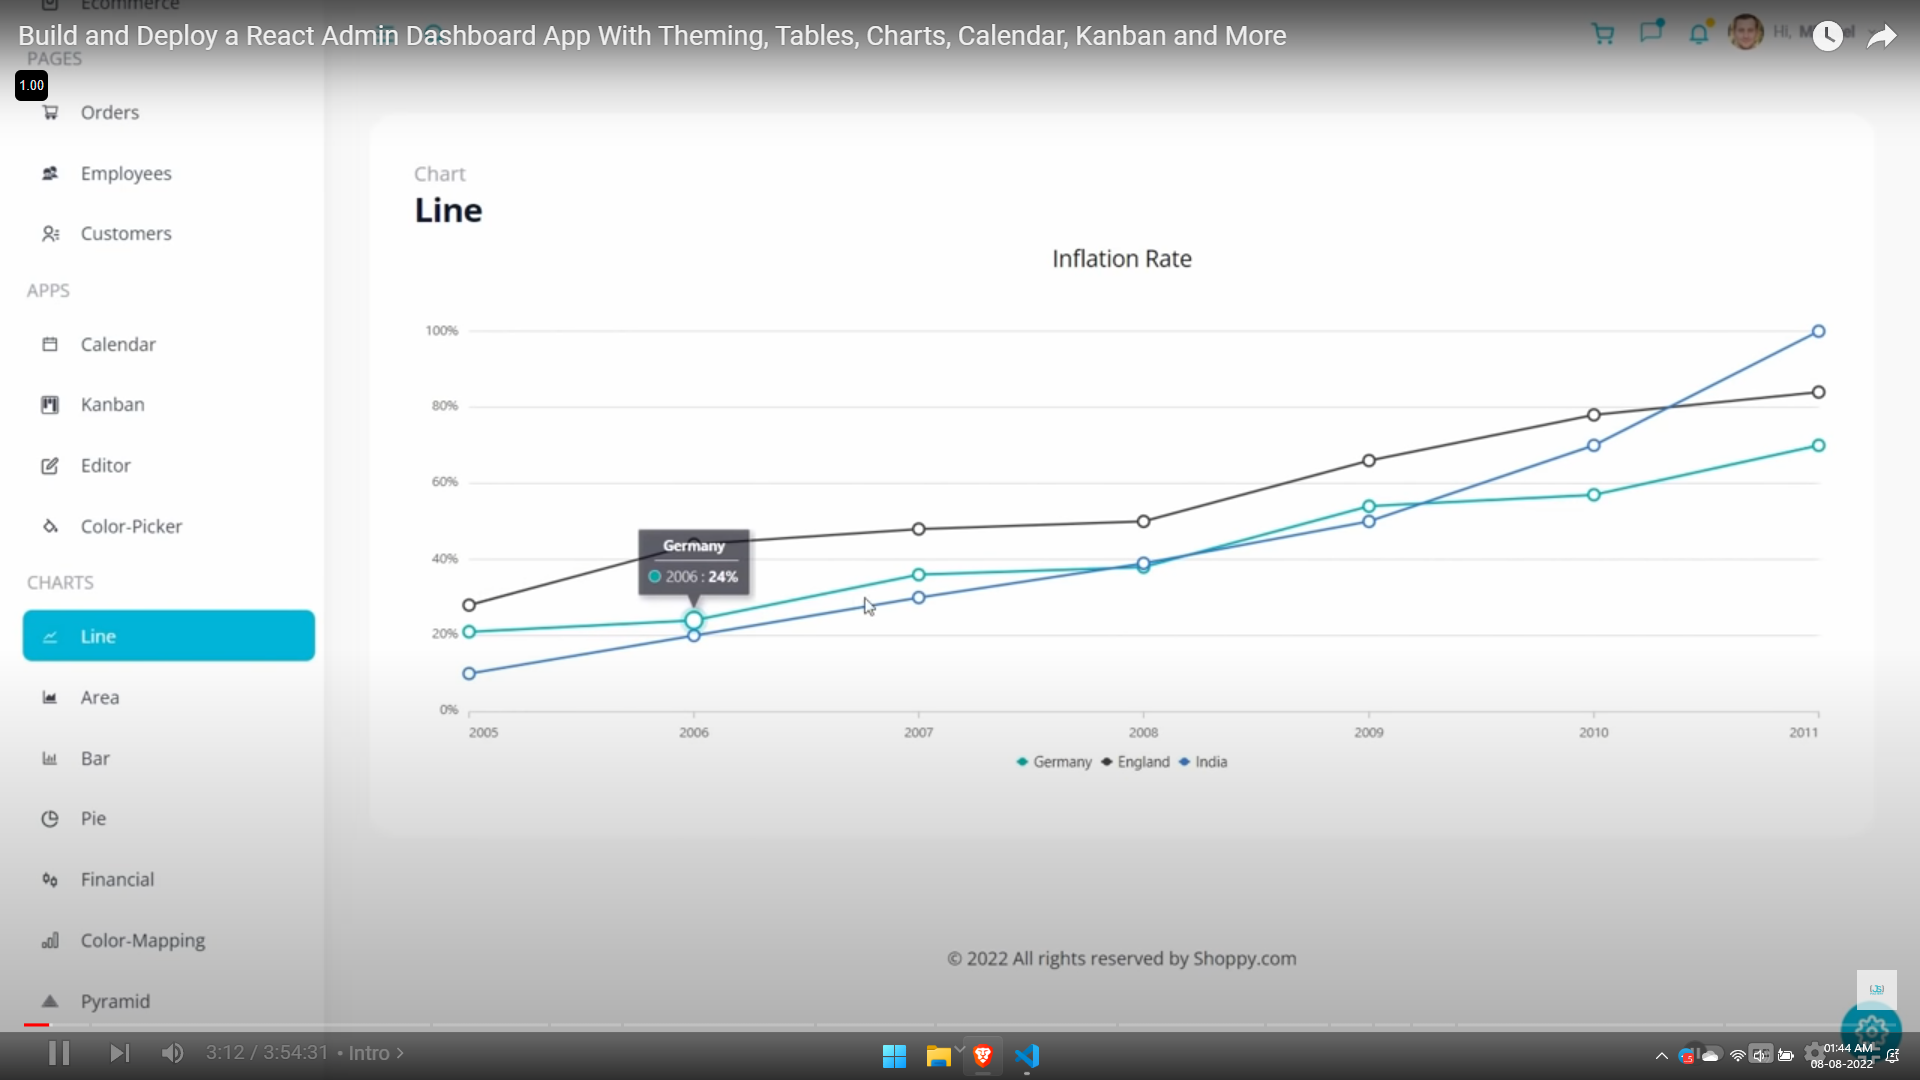 Ecommerce
Build and Deploy a React Admin Dashboard App With Theming, Tables, Charts, Calendar, Kanban and More
Hi,
PAGES
1.00
Orders
Employees
Customers
APPS
Calendar
Kanban
Editor
Color-Picker
CHARTS
Line
Area
Bar
Pie
Financial
Color-Mapping
Pyramid
Chart
Line
Inflation Rate
100%
80%
60%
40%
20%
0%
Germany
2006 : 24%
2005 2006 2007 2008 2009 2010 2011
Germany England India
© 2022 All rights reserved by Shoppy.com
JS
3:12 / 3:54:31 • Intro
01:44 AM
08-08-2022